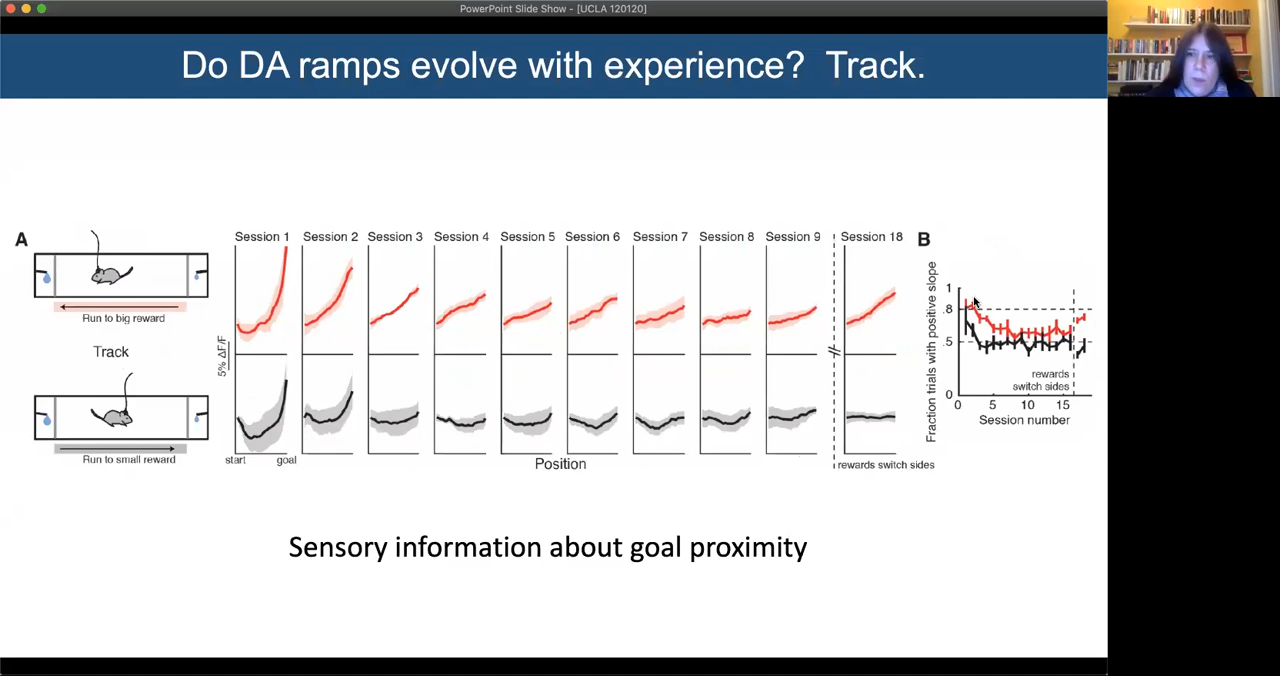 PowerPoint Slide Show - [UCLA 120120]
Do DA ramps evolve with experience? Track.
A
Run to big reward
Track
Run to small reward
5% ΔF/F
Session 1
Session 2
Session 3
Session 4
Session 5
Session 6
Session 7
Session 8
Session 9
Session 18
start
goal
Position
rewards switch sides
B
Fraction trials with positive slope
1
.8
.5
0
rewards
switch sides
0
5
10
15
Session number
Sensory information about goal proximity